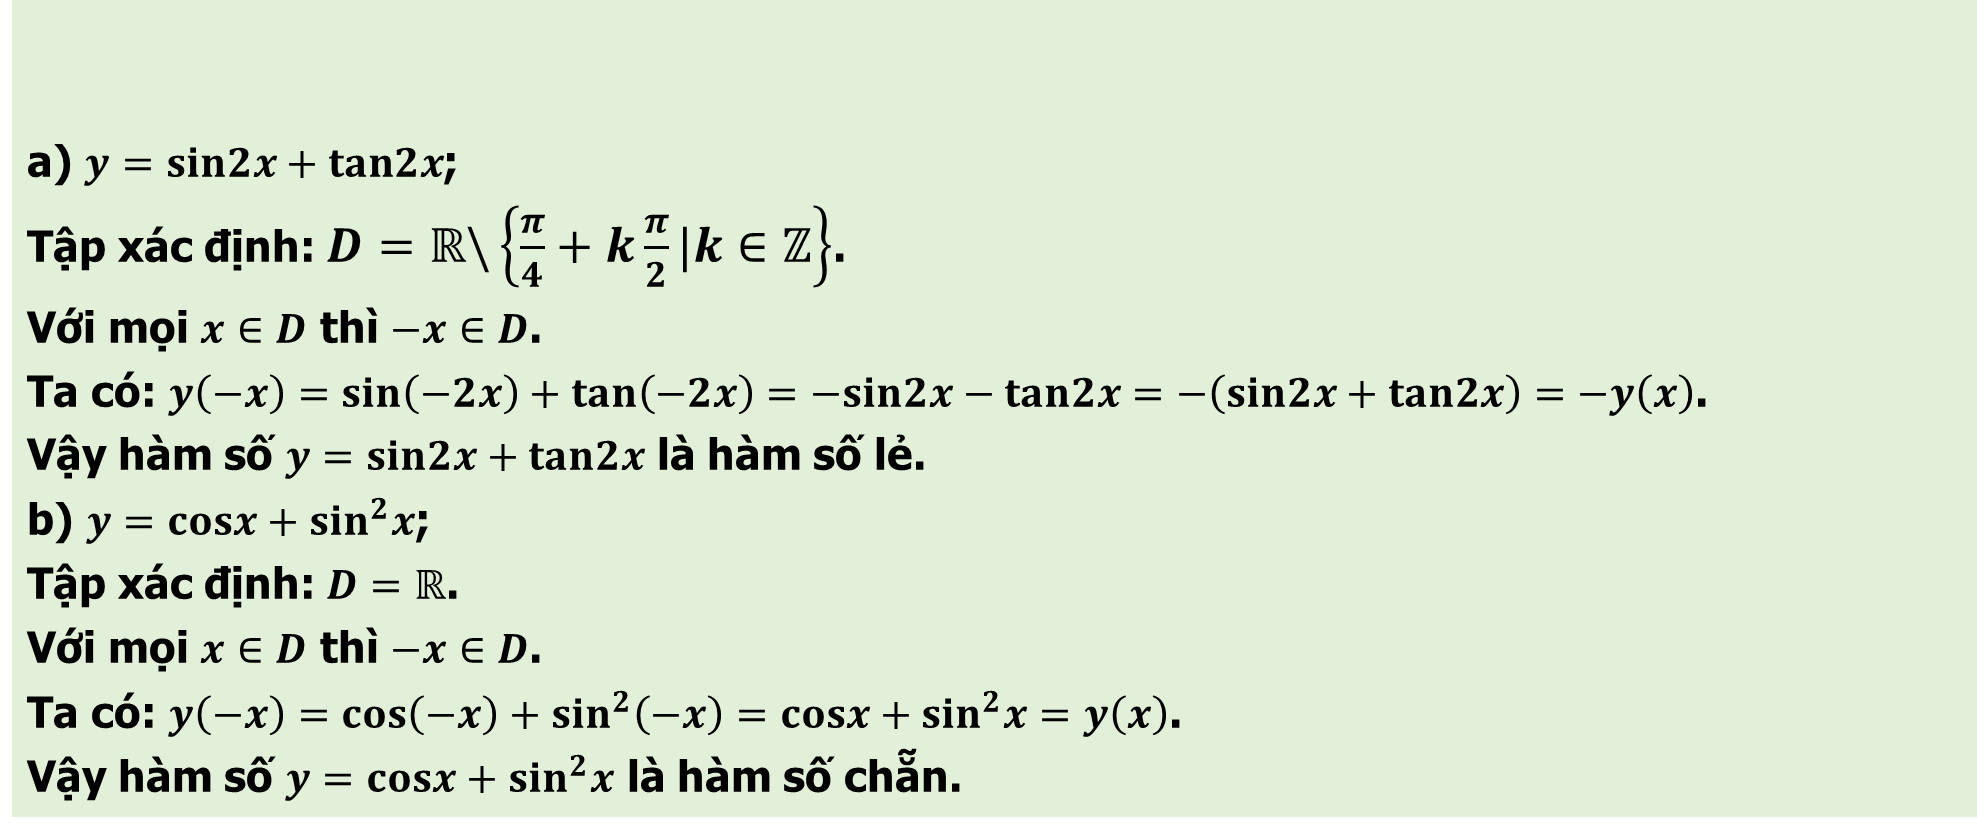 a) y = sin2x + tan2x;
Tập xác định: D = ℝ\{π/4 + k π/2 |k ∈ ℤ}.
Với mọi x ∈ D thì −x ∈ D.
Ta có: y(−x) = sin(−2x) + tan(−2x) = −sin2x − tan2x = −(sin2x + tan2x) = −y(x).
Vậy hàm số y = sin2x + tan2x là hàm số lẻ.
b) y = cosx + sin²x;
Tập xác định: D = ℝ.
Với mọi x ∈ D thì −x ∈ D.
Ta có: y(−x) = cos(−x) + sin²(−x) = cosx + sin²x = y(x).
Vậy hàm số y = cosx + sin²x là hàm số chẵn.